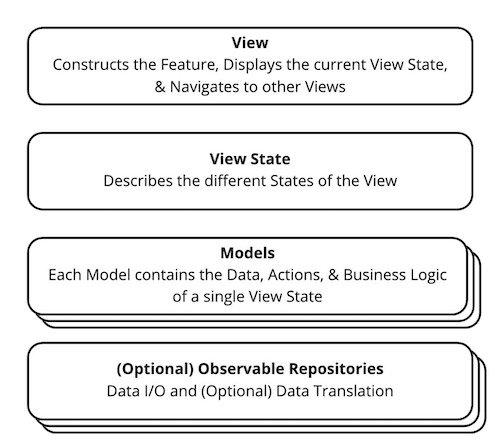 View
Constructs the Feature, Displays the current View State,
& Navigates to other Views
View State
Describes the different States of the View
Models
Each Model contains the Data, Actions, & Business Logic
of a single View State
(Optional) Observable Repositories
Data I/O and (Optional) Data Translation